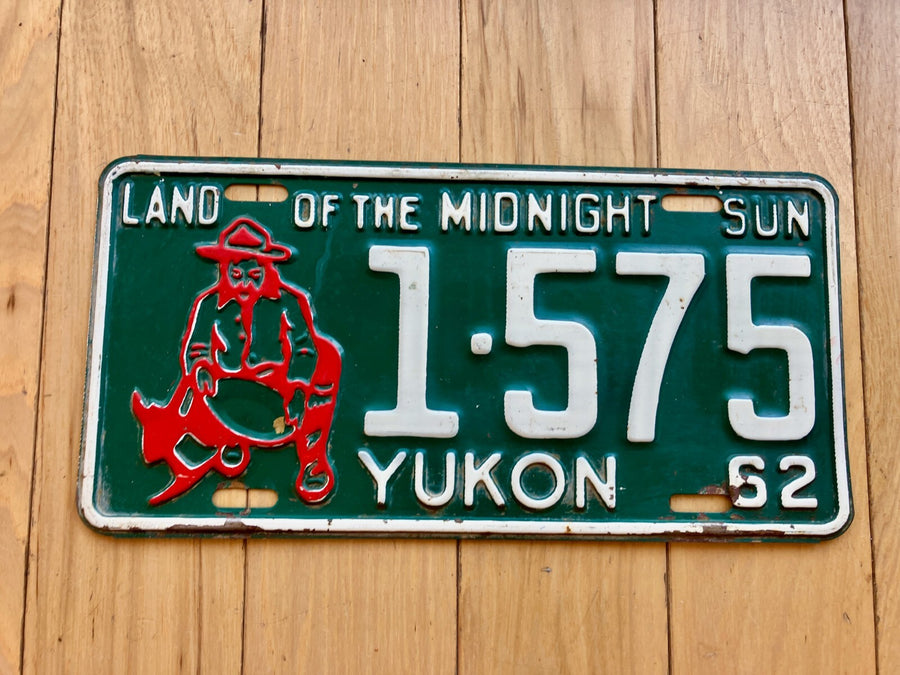 LAND OF THE MIDNIGHT SUN
1·575
YUKON 62